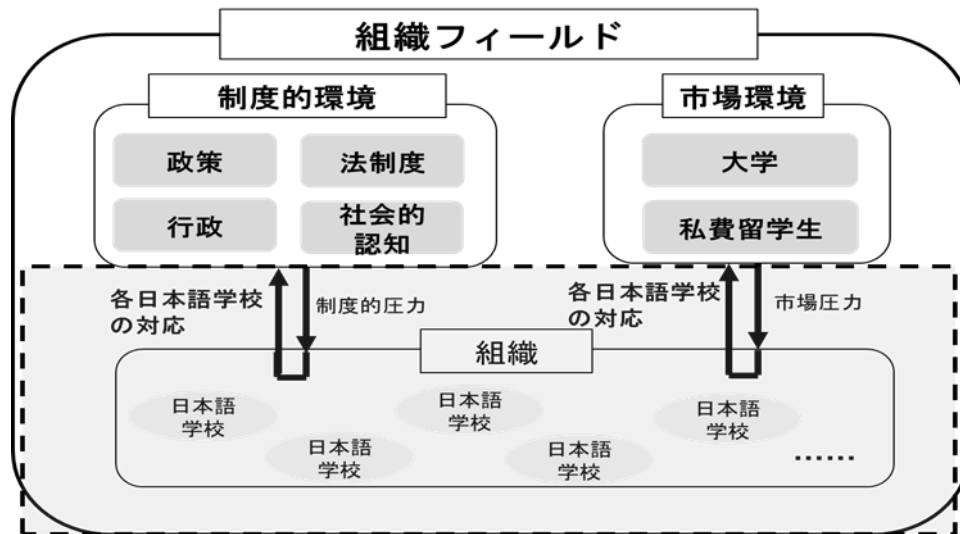 組織フィールド
制度的環境
市場環境
政策
法制度
行政
社会的
認知
大学
私費留学生
各日本語学校
の対応
制度的圧力
各日本語学校
の対応
市場圧力
組織
日本語
学校
日本語
学校
日本語
学校
日本語
学校
日本語
学校
……